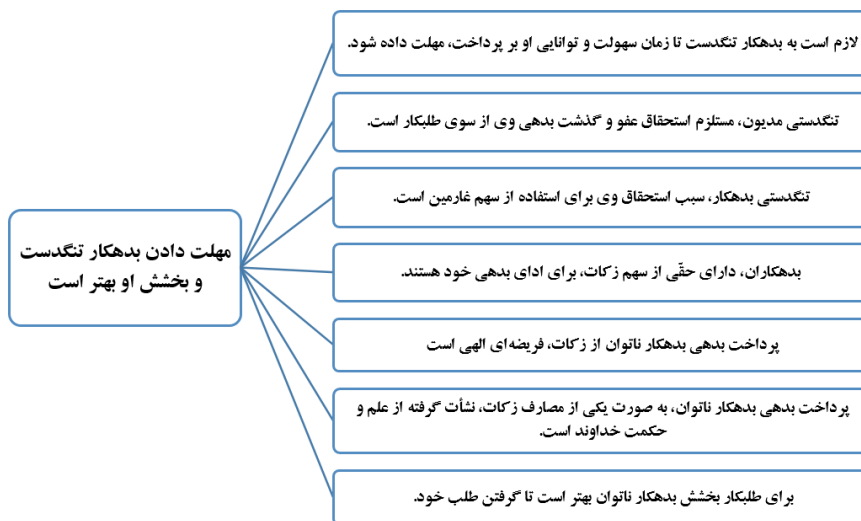 مهلت دادن بدهکار تنگدست
و بخشش او بهتر است
لازم است به بدهکار تنگدست تا زمان سهولت و توانایی او بر پرداخت، مهلت داده شود.
تنگدستی مدیون، مستلزم استحقاق عفو و گذشت بدهی وی از سوی طلبکار است.
تنگدستی بدهکار، سبب استحقاق وی برای استفاده از سهم غارمین است.
بدهکاران، دارای حقّی از سهم زکات، برای ادای بدهی خود هستند.
پرداخت بدهی بدهکار ناتوان از زکات، فریضه‌ای الهی است
پرداخت بدهی بدهکار ناتوان، به صورت یکی از مصارف زکات، نشأت گرفته از علم و
حکمت خداوند است.
برای طلبکار بخشش بدهکار ناتوان بهتر است تا گرفتن طلب خود.